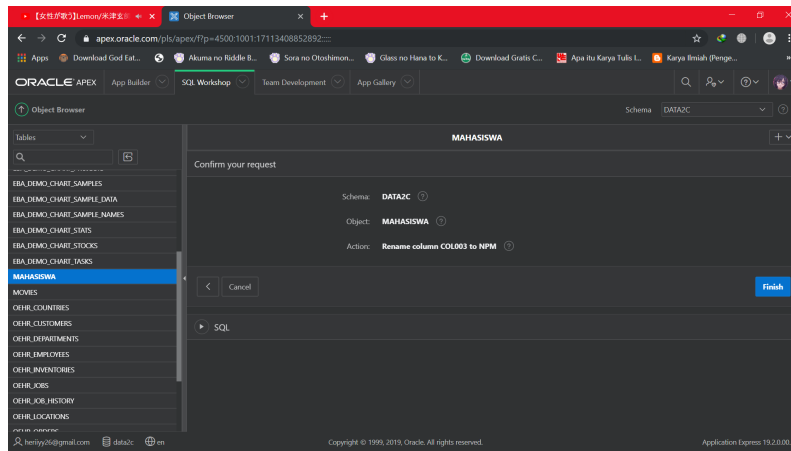 【女性が歌う】Lemon/米津玄師
Object Browser
apex.oracle.com/pls/apex/f?p=4500:1001:17113408852892:::::
Apps
Download God Eat...
Akuma no Riddle B...
Sora no Otoshimon...
Glass no Hana to K...
Download Gratis C...
Apa itu Karya Tulis I...
Karya Ilmiah (Penge...
ORACLE APEX
App Builder
SQL Workshop
Team Development
App Gallery
Object Browser
Schema
DATA2C
Tables
MAHASISWA
Confirm your request
EBA_DEMO_CHART_SAMPLES
EBA_DEMO_CHART_SAMPLE_DATA
EBA_DEMO_CHART_SAMPLE_NAMES
EBA_DEMO_CHART_STATS
EBA_DEMO_CHART_STOCKS
EBA_DEMO_CHART_TASKS
MAHASISWA
MOVIES
OEHR_COUNTRIES
OEHR_CUSTOMERS
OEHR_DEPARTMENTS
OEHR_EMPLOYEES
OEHR_INVENTORIES
OEHR_JOBS
OEHR_JOB_HISTORY
OEHR_LOCATIONS
Schema: DATA2C
Object: MAHASISWA
Action: Rename column COL003 to NPM
Cancel
Finish
SQL
heriiyy26@gmail.com
data2c
en
Copyright © 1999, 2019, Oracle. All rights reserved.
Application Express 19.2.0.00.